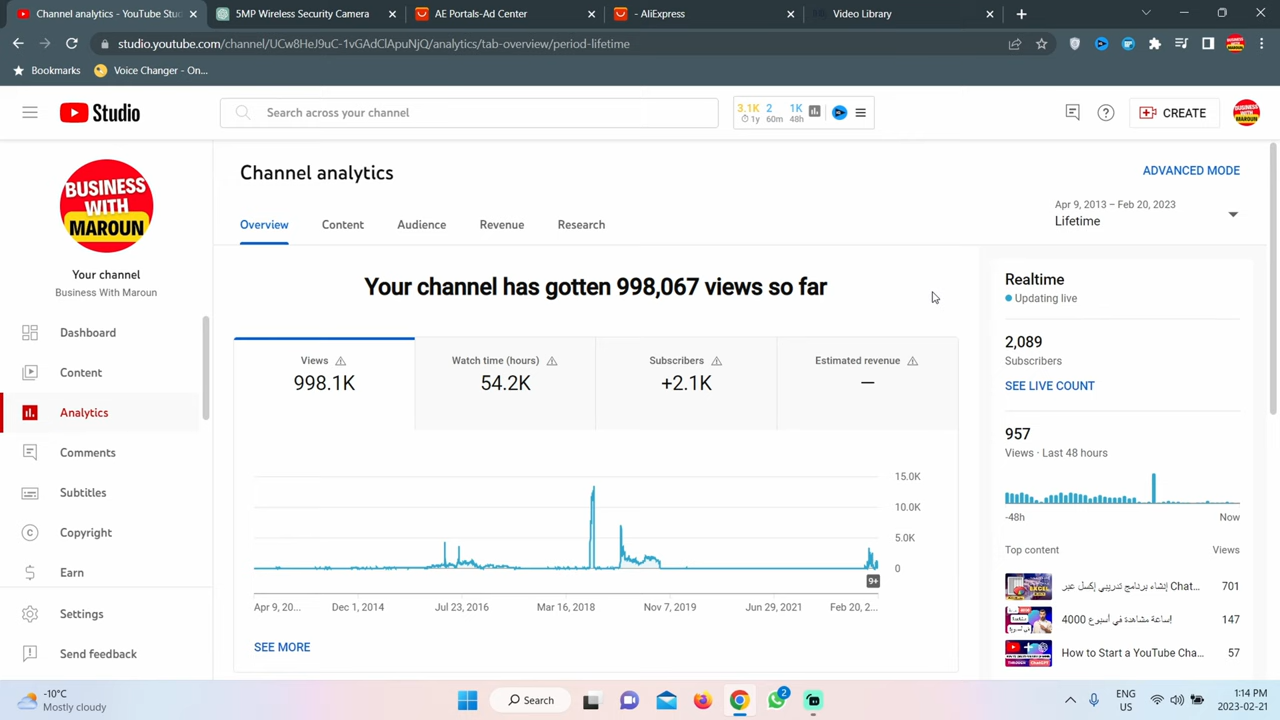 Channel analytics - YouTube Stud
5MP Wireless Security Camera
AE Portals-Ad Center
- AliExpress
Video Library
studio.youtube.com/channel/UCw8HeJ9uC-1vGAdClApuNjQ/analytics/tab-overview/period-lifetime
Bookmarks
Voice Changer - On...
Studio
Search across your channel
3.1K 2 1K
1y 60m 48h
CREATE
BUSINESS
WITH
MAROUN
Your channel
Business With Maroun
Dashboard
Content
Analytics
Comments
Subtitles
Copyright
Earn
Settings
Send feedback
Channel analytics
ADVANCED MODE
Apr 9, 2013 – Feb 20, 2023
Lifetime
Overview
Content
Audience
Revenue
Research
Your channel has gotten 998,067 views so far
Views
998.1K
Watch time (hours)
54.2K
Subscribers
+2.1K
Estimated revenue
—
15.0K
10.0K
5.0K
0
9+
Apr 9, 20...
Dec 1, 2014
Jul 23, 2016
Mar 16, 2018
Nov 7, 2019
Jun 29, 2021
Feb 20, 2...
SEE MORE
Realtime
Updating live
2,089
Subscribers
SEE LIVE COUNT
957
Views · Last 48 hours
-48h
Now
Top content
Views
إنشاء برنامج تدريبي إكسل عبر Chat...
701
4000 ساعة مشاهدة في أسبوع!
147
How to Start a YouTube Cha...
57
-10°C
Mostly cloudy
Search
2
ENG
US
1:14 PM
2023-02-21